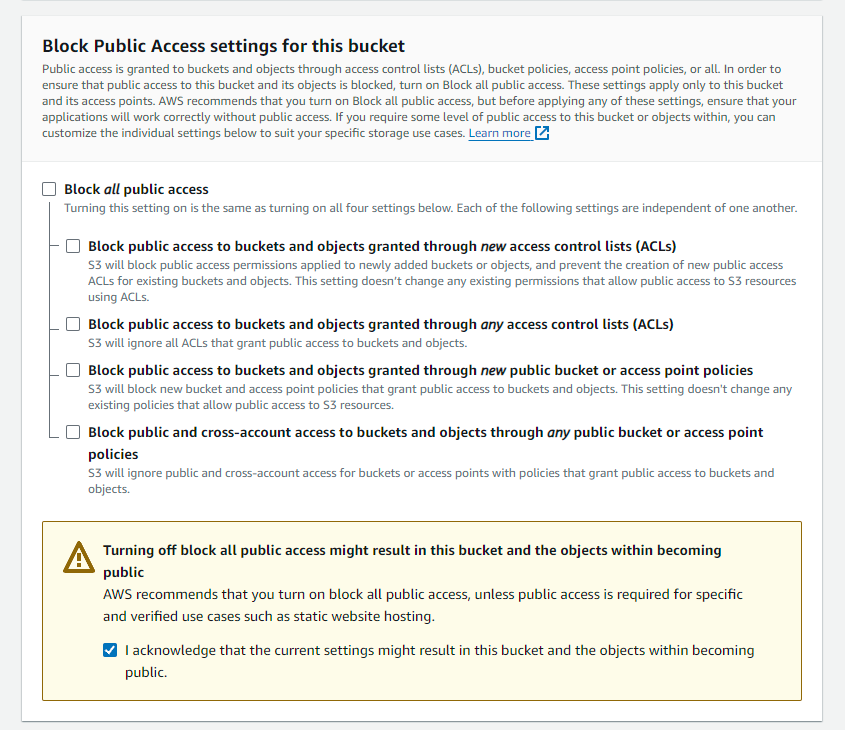 Block Public Access settings for this bucket
Public access is granted to buckets and objects through access control lists (ACLs), bucket policies, access point policies, or all. In order to
ensure that public access to this bucket and its objects is blocked, turn on Block all public access. These settings apply only to this bucket
and its access points. AWS recommends that you turn on Block all public access, but before applying any of these settings, ensure that your
applications will work correctly without public access. If you require some level of public access to this bucket or objects within, you can
customize the individual settings below to suit your specific storage use cases. Learn more
Block all public access
Turning this setting on is the same as turning on all four settings below. Each of the following settings are independent of one another.
Block public access to buckets and objects granted through new access control lists (ACLs)
S3 will block public access permissions applied to newly added buckets or objects, and prevent the creation of new public access
ACLs for existing buckets and objects. This setting doesn't change any existing permissions that allow public access to S3 resources
using ACLs.
Block public access to buckets and objects granted through any access control lists (ACLs)
S3 will ignore all ACLs that grant public access to buckets and objects.
Block public access to buckets and objects granted through new public bucket or access point policies
S3 will block new bucket and access point policies that grant public access to buckets and objects. This setting doesn't change any
existing policies that allow public access to S3 resources.
Block public and cross-account access to buckets and objects through any public bucket or access point
policies
S3 will ignore public and cross-account access for buckets or access points with policies that grant public access to buckets and
objects.
Turning off block all public access might result in this bucket and the objects within becoming
public
AWS recommends that you turn on block all public access, unless public access is required for specific
and verified use cases such as static website hosting.
I acknowledge that the current settings might result in this bucket and the objects within becoming
public.